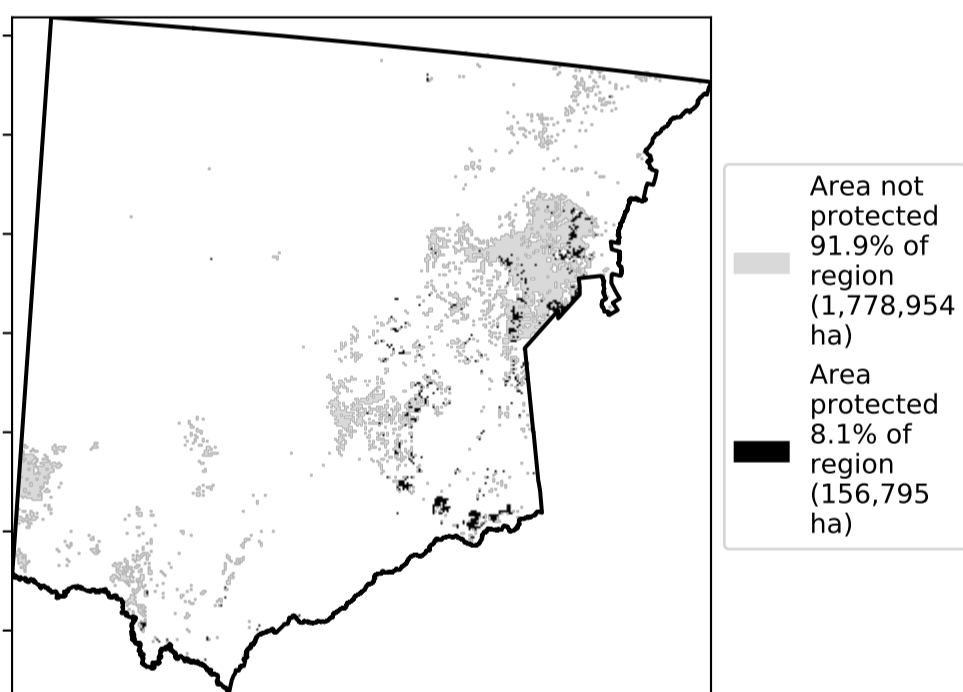 Area not
protected
91.9% of
region
(1,778,954
ha)
Area
protected
8.1% of
region
(156,795
ha)